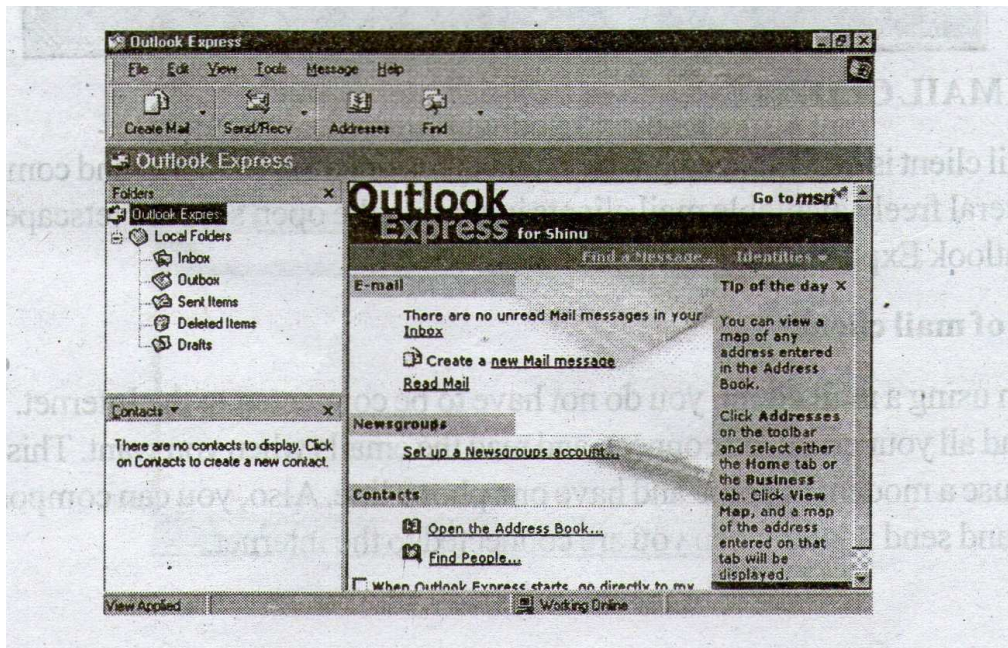 Outlook Express
File Edit View Tools Message Help
Create Mail Send/Recv Addresses Find
Outlook Express
Folders ×
Outlook Expres
Local Folders
Inbox
Outbox
Sent Items
Deleted Items
Drafts
Contacts ×
There are no contacts to display. Click
on Contacts to create a new contact.
Outlook
Express for Shinu
Go to msn
Find a Message... Identities
E-mail
There are no unread Mail messages in your
Inbox
Create a new Mail message
Read Mail
Newsgroups
Set up a Newsgroups account...
Contacts
Open the Address Book...
Find People...
When Outlook Express starts, go directly to my
Tip of the day ×
You can view a
map of any
address entered
in the Address
Book.
Click Addresses
on the toolbar
and select either
the Home tab or
the Business
tab. Click View
Map, and a map
of the address
entered on that
tab will be
displayed.
View Applied Working Online